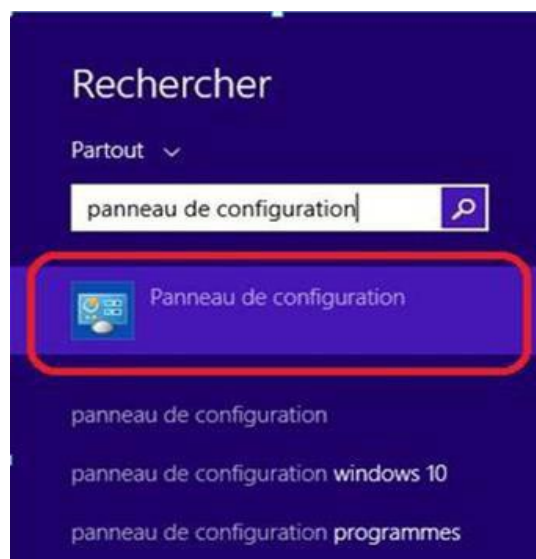 Rechercher
Partout
panneau de configuration
Panneau de configuration
panneau de configuration
panneau de configuration windows 10
panneau de configuration programmes